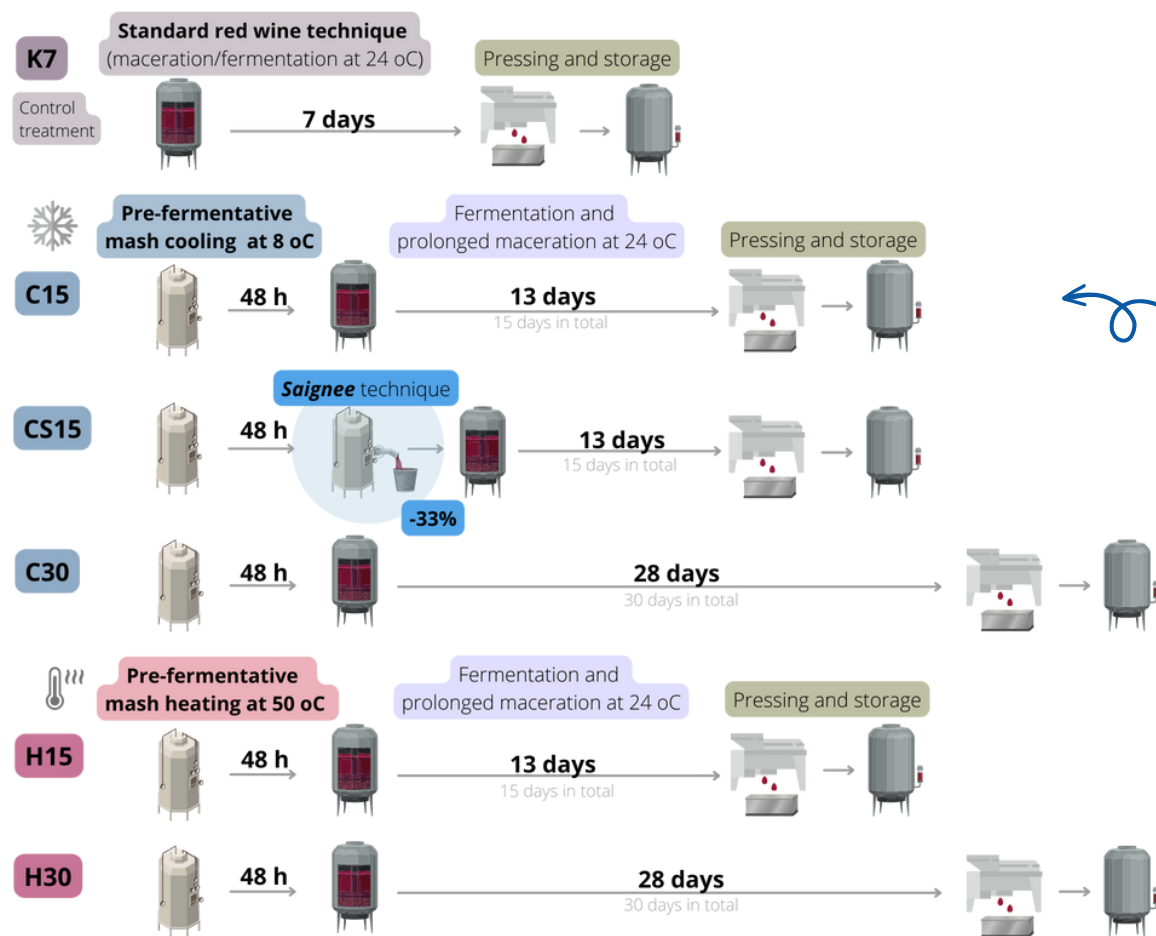 K7
Standard red wine technique
(maceration/fermentation at 24 oC)
Pressing and storage
Control
treatment
7 days
Pre-fermentative
mash cooling at 8 oC
Fermentation and
prolonged maceration at 24 oC
Pressing and storage
C15
48 h
13 days
15 days in total
Saignee technique
CS15
48 h
13 days
15 days in total
-33%
C30
48 h
28 days
30 days in total
Pre-fermentative
mash heating at 50 oC
Fermentation and
prolonged maceration at 24 oC
Pressing and storage
H15
48 h
13 days
15 days in total
H30
48 h
28 days
30 days in total